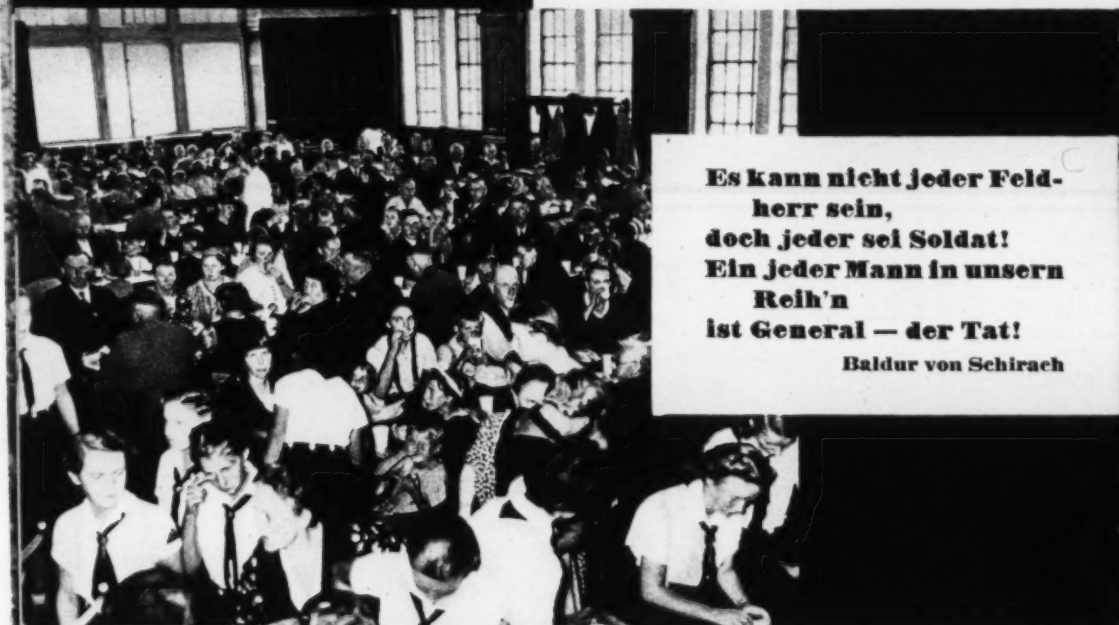 Es kann nicht jeder Feld-
herr sein,
doch jeder sei Soldat!
Ein jeder Mann in unsern
Reih'n
ist General — der Tat!
Baldur von Schirach